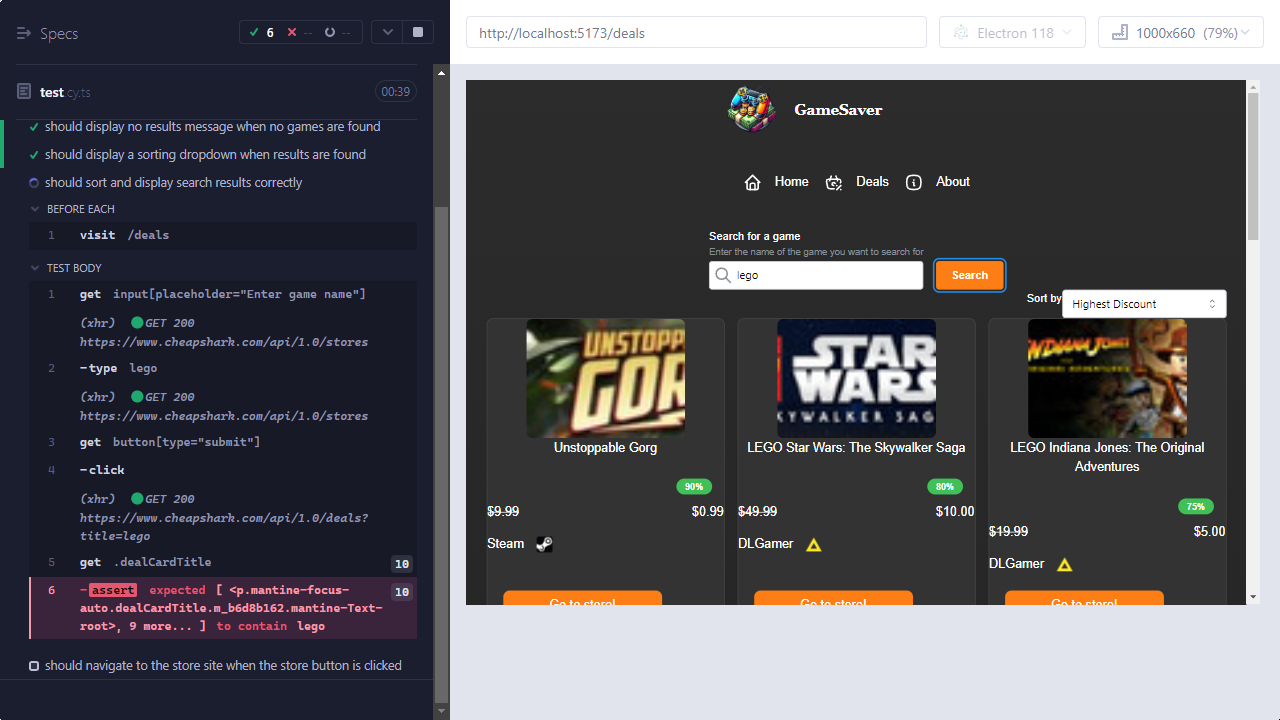 Specs
6
--
--
test cy.ts
00:39
should display no results message when no games are found
should display a sorting dropdown when results are found
should sort and display search results correctly
BEFORE EACH
1 visit /deals
TEST BODY
1 get input[placeholder="Enter game name"]
(xhr) GET 200
https://www.cheapshark.com/api/1.0/stores
2 -type lego
(xhr) GET 200
https://www.cheapshark.com/api/1.0/stores
3 get button[type="submit"]
4 -click
(xhr) GET 200
https://www.cheapshark.com/api/1.0/deals?
title=lego
5 get .dealCardTitle 10
6 -assert expected [ <p.mantine-focus- 10
auto.dealCardTitle.m_b6d8b162.mantine-Text-
root>, 9 more... ] to contain lego
should navigate to the store site when the store button is clicked
http://localhost:5173/deals
Electron 118
1000x660 (79%)
GameSaver
Home
Deals
About
Search for a game
Enter the name of the game you want to search for
lego
Search
Sort by
Highest Discount
UNSTOPP
GOR
Unstoppable Gorg
90%
$9.99 $0.99
Steam
Go to store!
STAR
WARS
KYWALKER SAG
LEGO Star Wars: The Skywalker Saga
80%
$49.99 $10.00
DLGamer
Go to store!
INDIANA JONES
ORIGINAL ADVENTURES
LEGO Indiana Jones: The Original
Adventures
75%
$19.99 $5.00
DLGamer
Go to store!